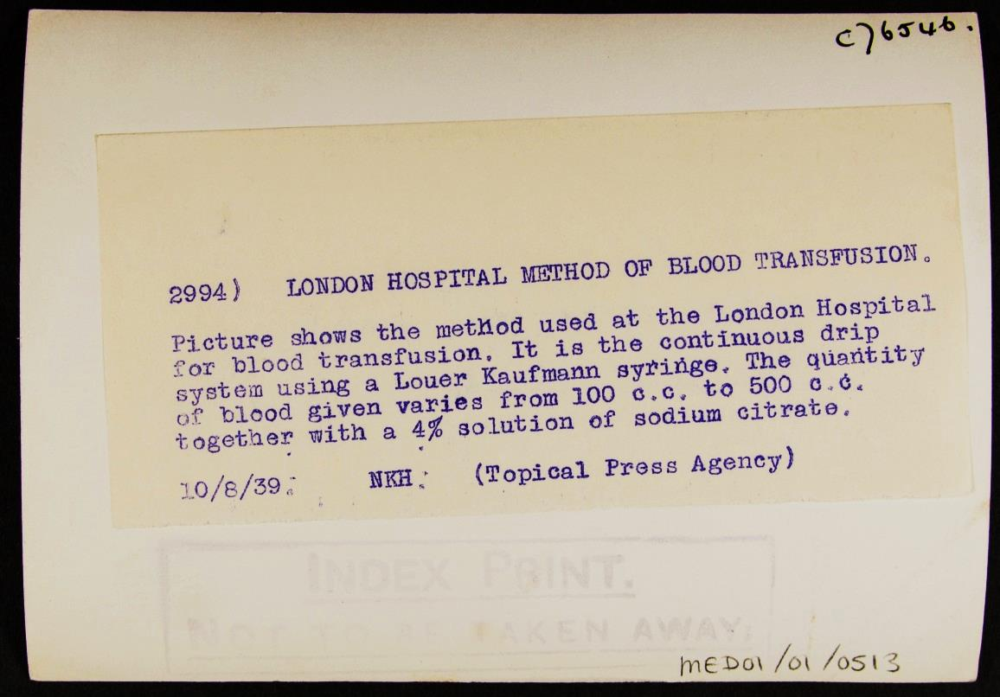 C76546.
2994) LONDON HOSPITAL METHOD OF BLOOD TRANSFUSION.
Picture shows the method used at the London Hospital
for blood transfusion. It is the continuous drip
system using a Louer Kaufmann syringe. The quantity
of blood given varies from 100 c.c. to 500 c.c.
together with a 4% solution of sodium citrate.
10/8/39. NKH. (Topical Press Agency)
INDEX PRINT.
NOT TO BE TAKEN AWAY.
MED01/01/0513